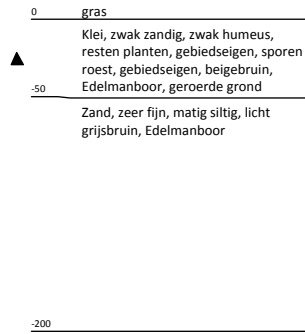 0 gras
Klei, zwak zandig, zwak humeus,
resten planten, gebiedseigen, sporen
roest, gebiedseigen, beigebruin,
Edelmanboor, geroerde grond
-50
Zand, zeer fijn, matig siltig, licht
grijsbruin, Edelmanboor
-200